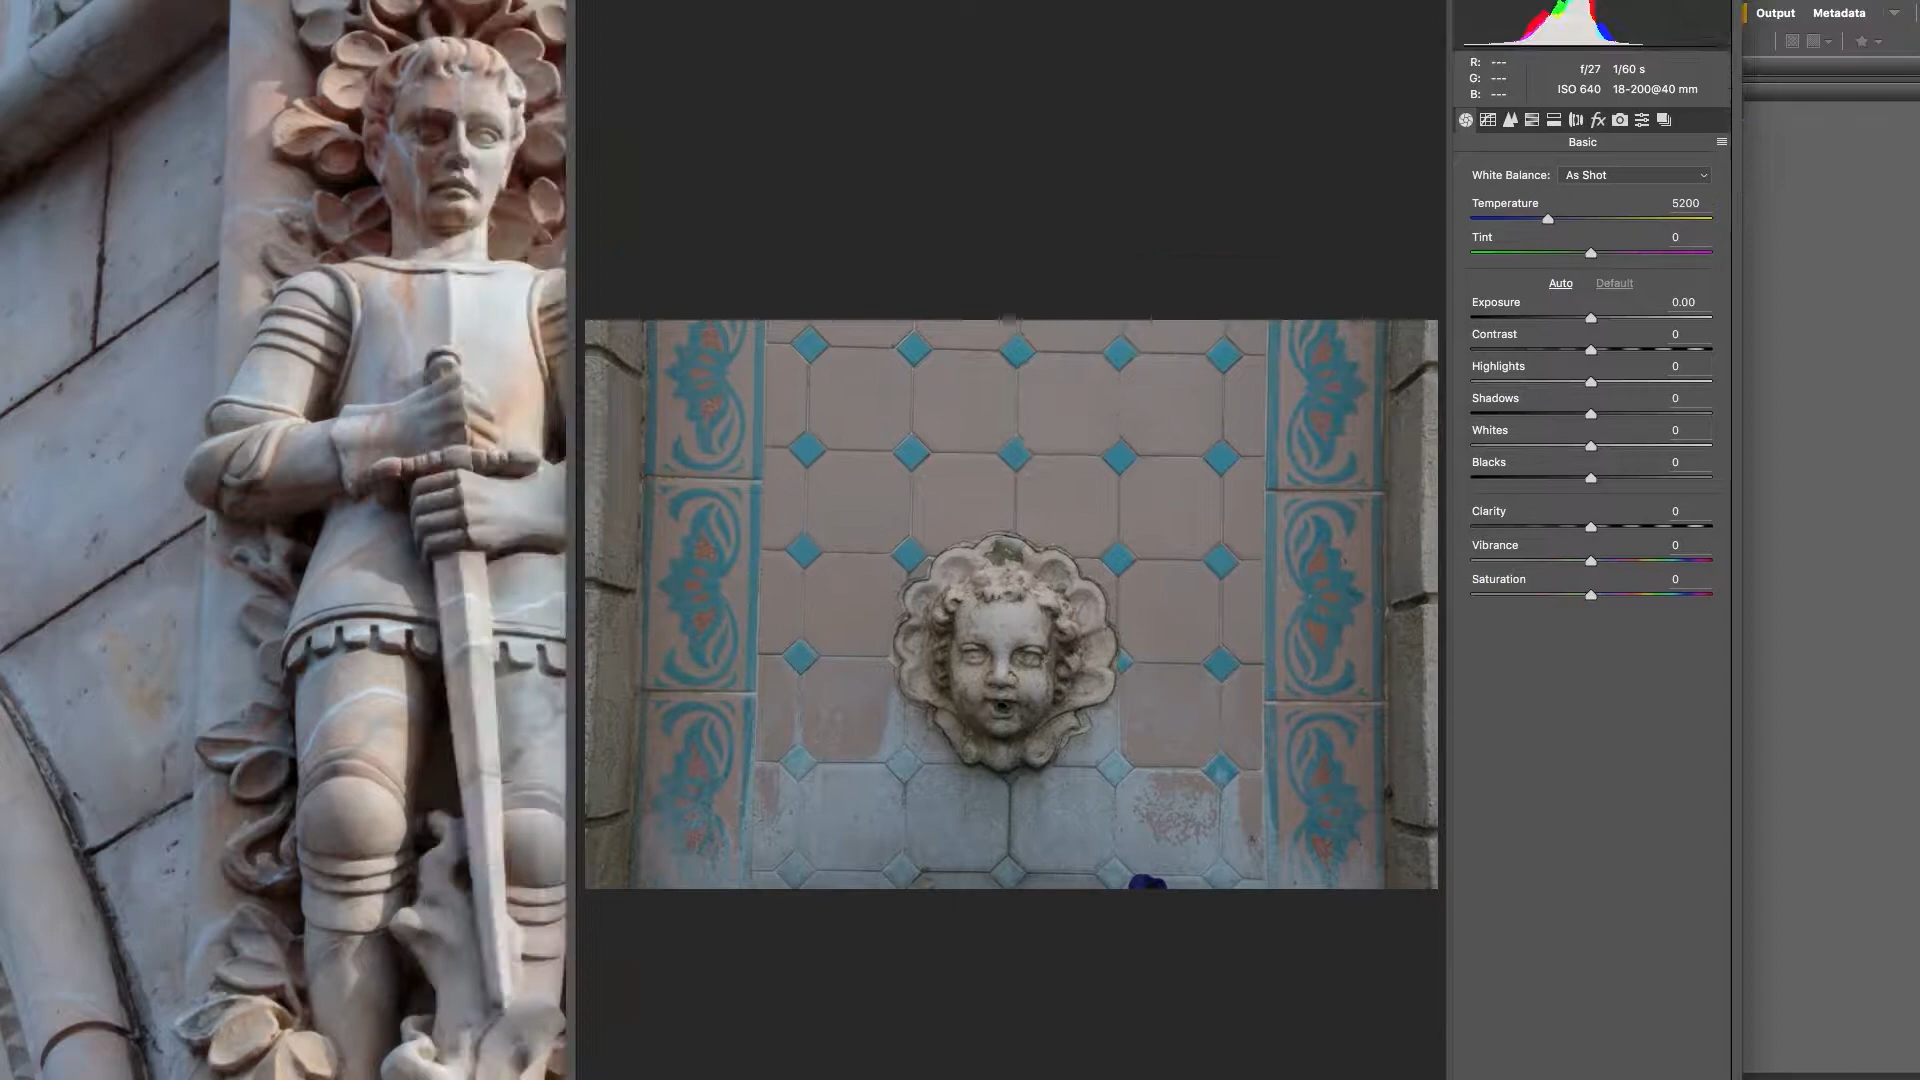 Output Metadata
R: ---
G: ---
B: ---
f/27 1/60 s
ISO 640 18-200@40 mm
fx
Basic
White Balance: As Shot
Temperature 5200
Tint 0
Auto Default
Exposure 0.00
Contrast 0
Highlights 0
Shadows 0
Whites 0
Blacks 0
Clarity 0
Vibrance 0
Saturation 0